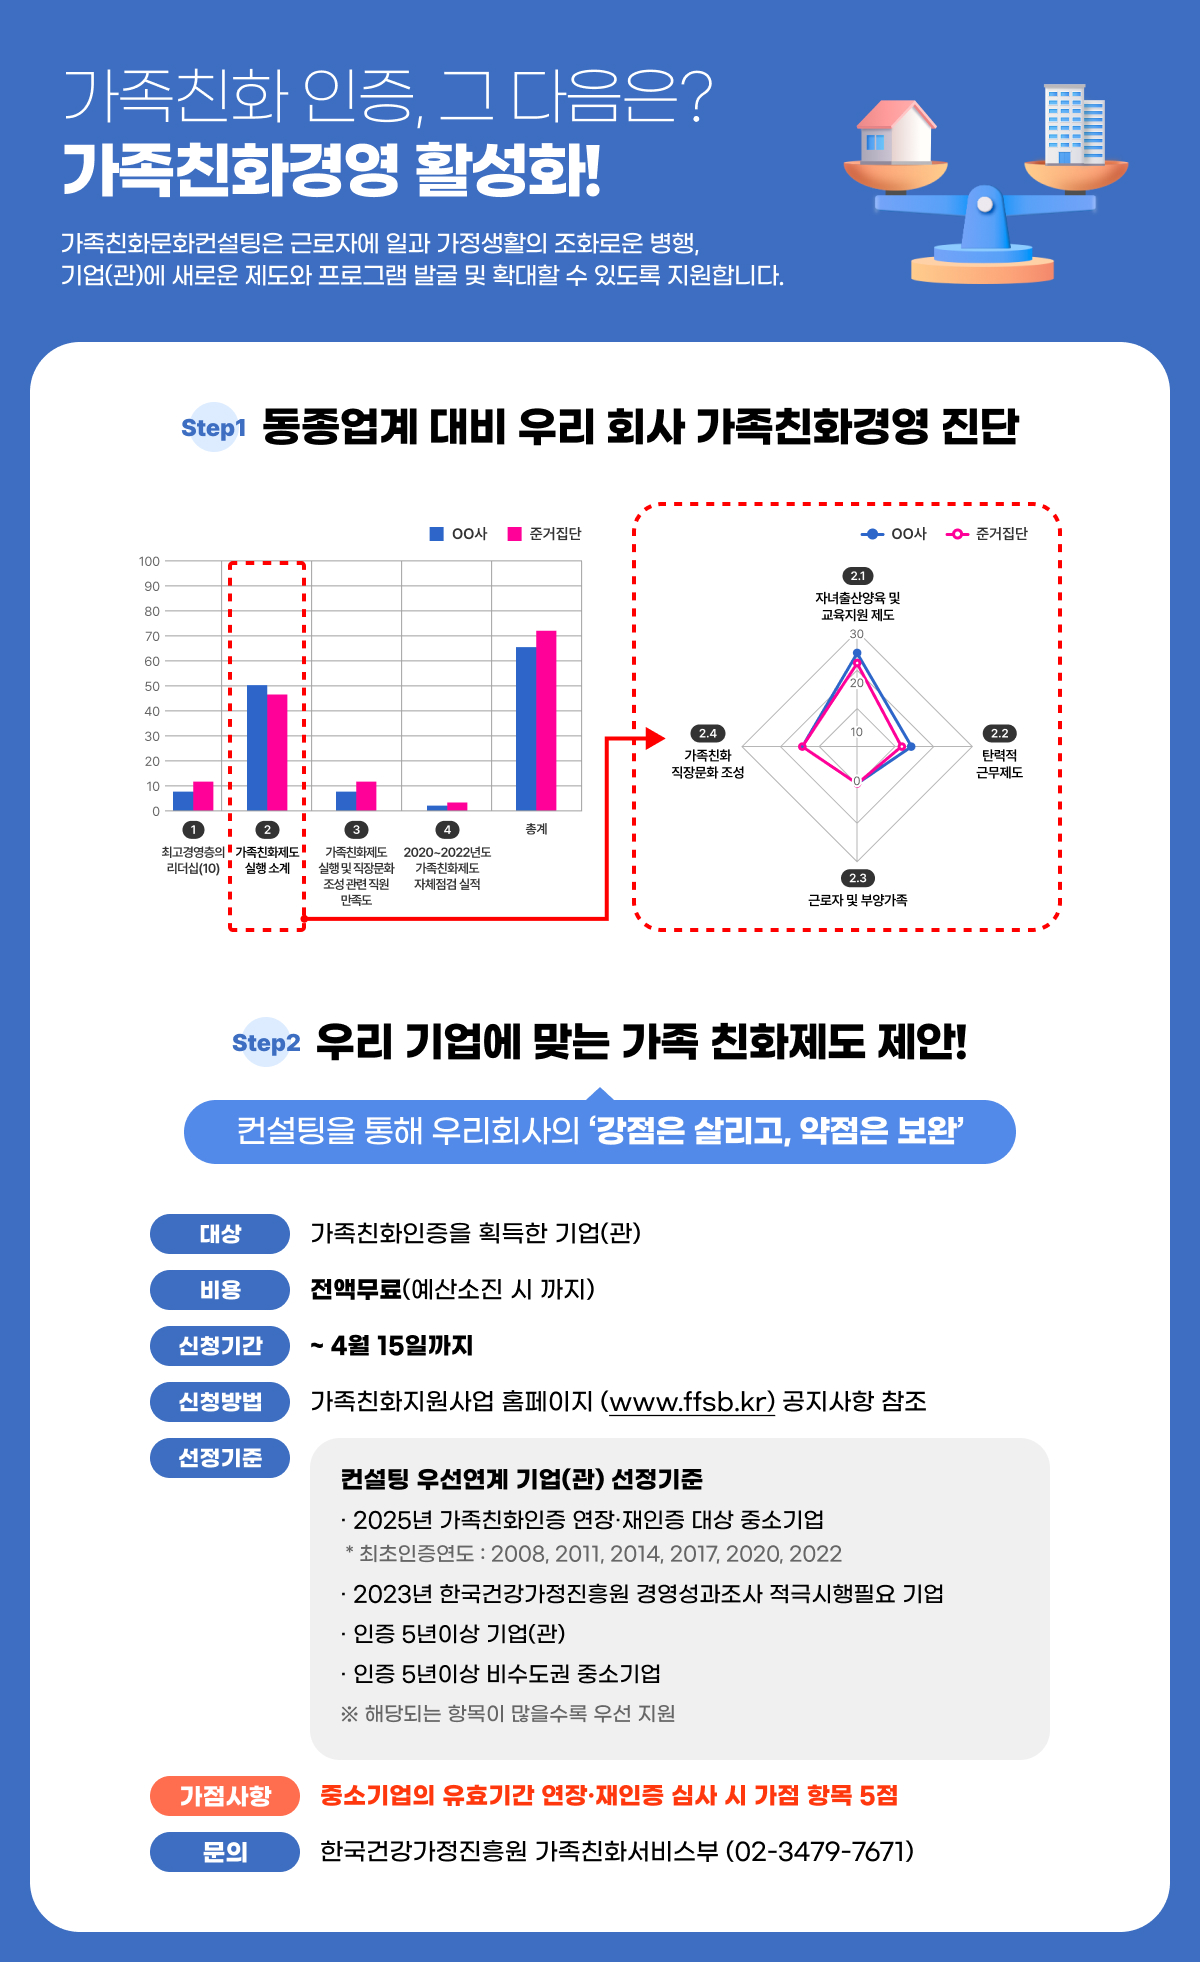 가족친화 인증, 그 다음은?
가족친화경영 활성화!
가족친화문화컨설팅은 근로자에 일과 가정생활의 조화로운 병행,
기업(관)에 새로운 제도와 프로그램 발굴 및 확대할 수 있도록 지원합니다.
Step1 동종업계 대비 우리 회사 가족친화경영 진단
OO사 준거집단
100
90
80
70
60
50
40
30
20
10
0
1
최고경영층의
리더십(10)
2
가족친화제도
실행 소계
3
가족친화제도
실행 및 직장문화
조성 관련 직원
만족도
4
2020~2022년도
가족친화제도
자체점검 실적
총계
OO사 준거집단
2.1
자녀출산양육 및
교육지원 제도
30
20
10
0
2.4
가족친화
직장문화 조성
2.2
탄력적
근무제도
2.3
근로자 및 부양가족
Step2 우리 기업에 맞는 가족 친화제도 제안!
컨설팅을 통해 우리회사의 ‘강점은 살리고, 약점은 보완’
대상 가족친화인증을 획득한 기업(관)
비용 전액무료(예산소진 시 까지)
신청기간 ~ 4월 15일까지
신청방법 가족친화지원사업 홈페이지 (www.ffsb.kr) 공지사항 참조
선정기준
컨설팅 우선연계 기업(관) 선정기준
· 2025년 가족친화인증 연장·재인증 대상 중소기업
* 최초인증연도 : 2008, 2011, 2014, 2017, 2020, 2022
· 2023년 한국건강가정진흥원 경영성과조사 적극시행필요 기업
· 인증 5년이상 기업(관)
· 인증 5년이상 비수도권 중소기업
※ 해당되는 항목이 많을수록 우선 지원
가점사항 중소기업의 유효기간 연장·재인증 심사 시 가점 항목 5점
문의 한국건강가정진흥원 가족친화서비스부 (02-3479-7671)